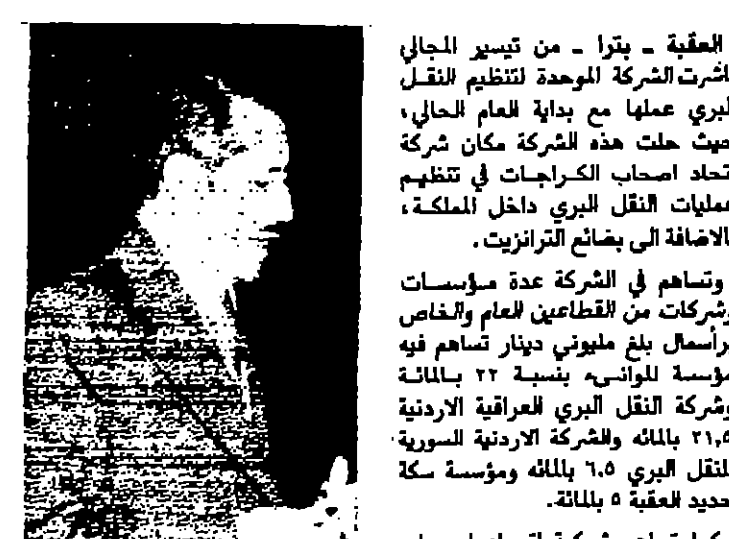 العقبة ـ بترا ـ من تيسير المجالي
باشرت الشركة الموحدة لتنظيم النقل
البري عملها مع بداية العام الحالي،
حيث حلت هذه الشركة مكان شركة
اتحاد اصحاب الكراجات في تنظيم
عمليات النقل البري داخل المملكة،
بالاضافة الى بضائع الترانزيت.
وتساهم في الشركة عدة مؤسسات
وشركات من القطاعين العام والخاص
برأسمال بلغ مليوني دينار تساهم فيه
مؤسسة الموانىء بنسبة ٢٢ بالمائة
وشركة النقل البري العراقية الاردنية
٢١,٥ بالمائه والشركة الاردنية السورية
للنقل البري ٦,٥ بالمائه ومؤسسة سكة
حديد العقبة ٥ بالمائة.